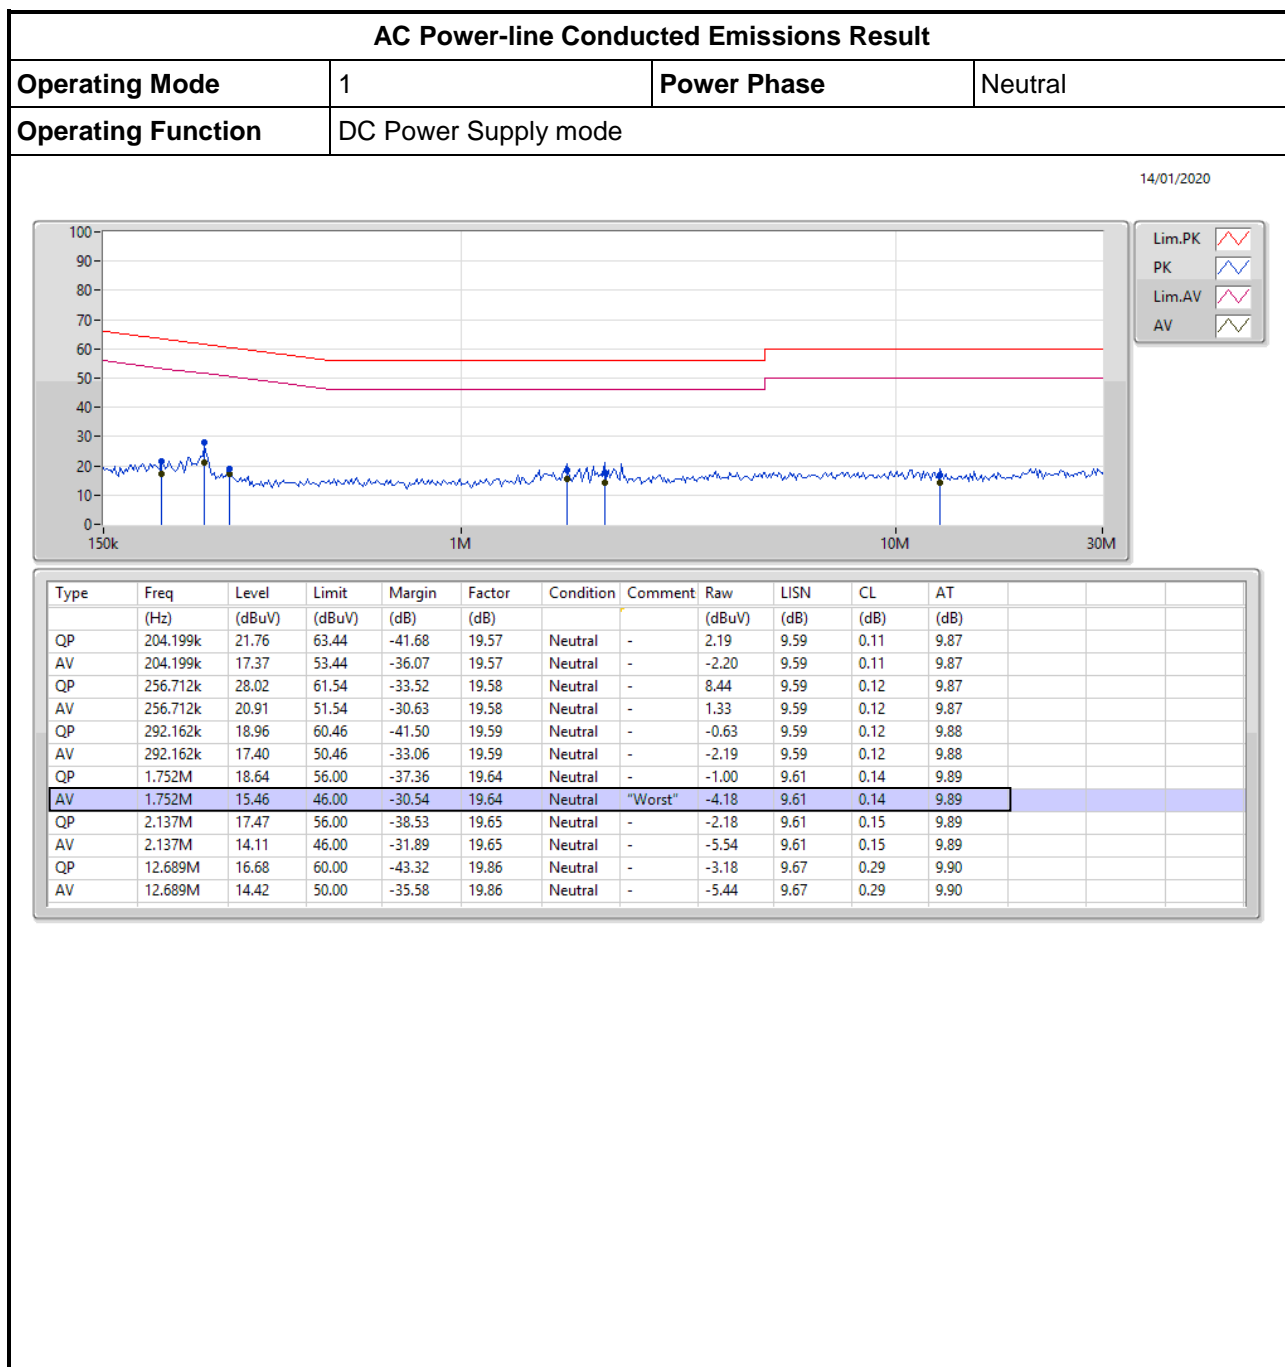 AC Power-line Conducted Emissions Result
Operating Mode 1 Power Phase Neutral
Operating Function DC Power Supply mode
14/01/2020
100
90
80
70
60
50
40
30
20
10
0
150k 1M 10M 30M
Lim.PK
PK
Lim.AV
AV
Type Freq Level Limit Margin Factor Condition Comment Raw LISN CL AT
(Hz) (dBuV) (dBuV) (dB) (dB) (dBuV) (dB) (dB) (dB)
QP 204.199k 21.76 63.44 -41.68 19.57 Neutral - 2.19 9.59 0.11 9.87
AV 204.199k 17.37 53.44 -36.07 19.57 Neutral - -2.20 9.59 0.11 9.87
QP 256.712k 28.02 61.54 -33.52 19.58 Neutral - 8.44 9.59 0.12 9.87
AV 256.712k 20.91 51.54 -30.63 19.58 Neutral - 1.33 9.59 0.12 9.87
QP 292.162k 18.96 60.46 -41.50 19.59 Neutral - -0.63 9.59 0.12 9.88
AV 292.162k 17.40 50.46 -33.06 19.59 Neutral - -2.19 9.59 0.12 9.88
QP 1.752M 18.64 56.00 -37.36 19.64 Neutral - -1.00 9.61 0.14 9.89
AV 1.752M 15.46 46.00 -30.54 19.64 Neutral "Worst" -4.18 9.61 0.14 9.89
QP 2.137M 17.47 56.00 -38.53 19.65 Neutral - -2.18 9.61 0.15 9.89
AV 2.137M 14.11 46.00 -31.89 19.65 Neutral - -5.54 9.61 0.15 9.89
QP 12.689M 16.68 60.00 -43.32 19.86 Neutral - -3.18 9.67 0.29 9.90
AV 12.689M 14.42 50.00 -35.58 19.86 Neutral - -5.44 9.67 0.29 9.90